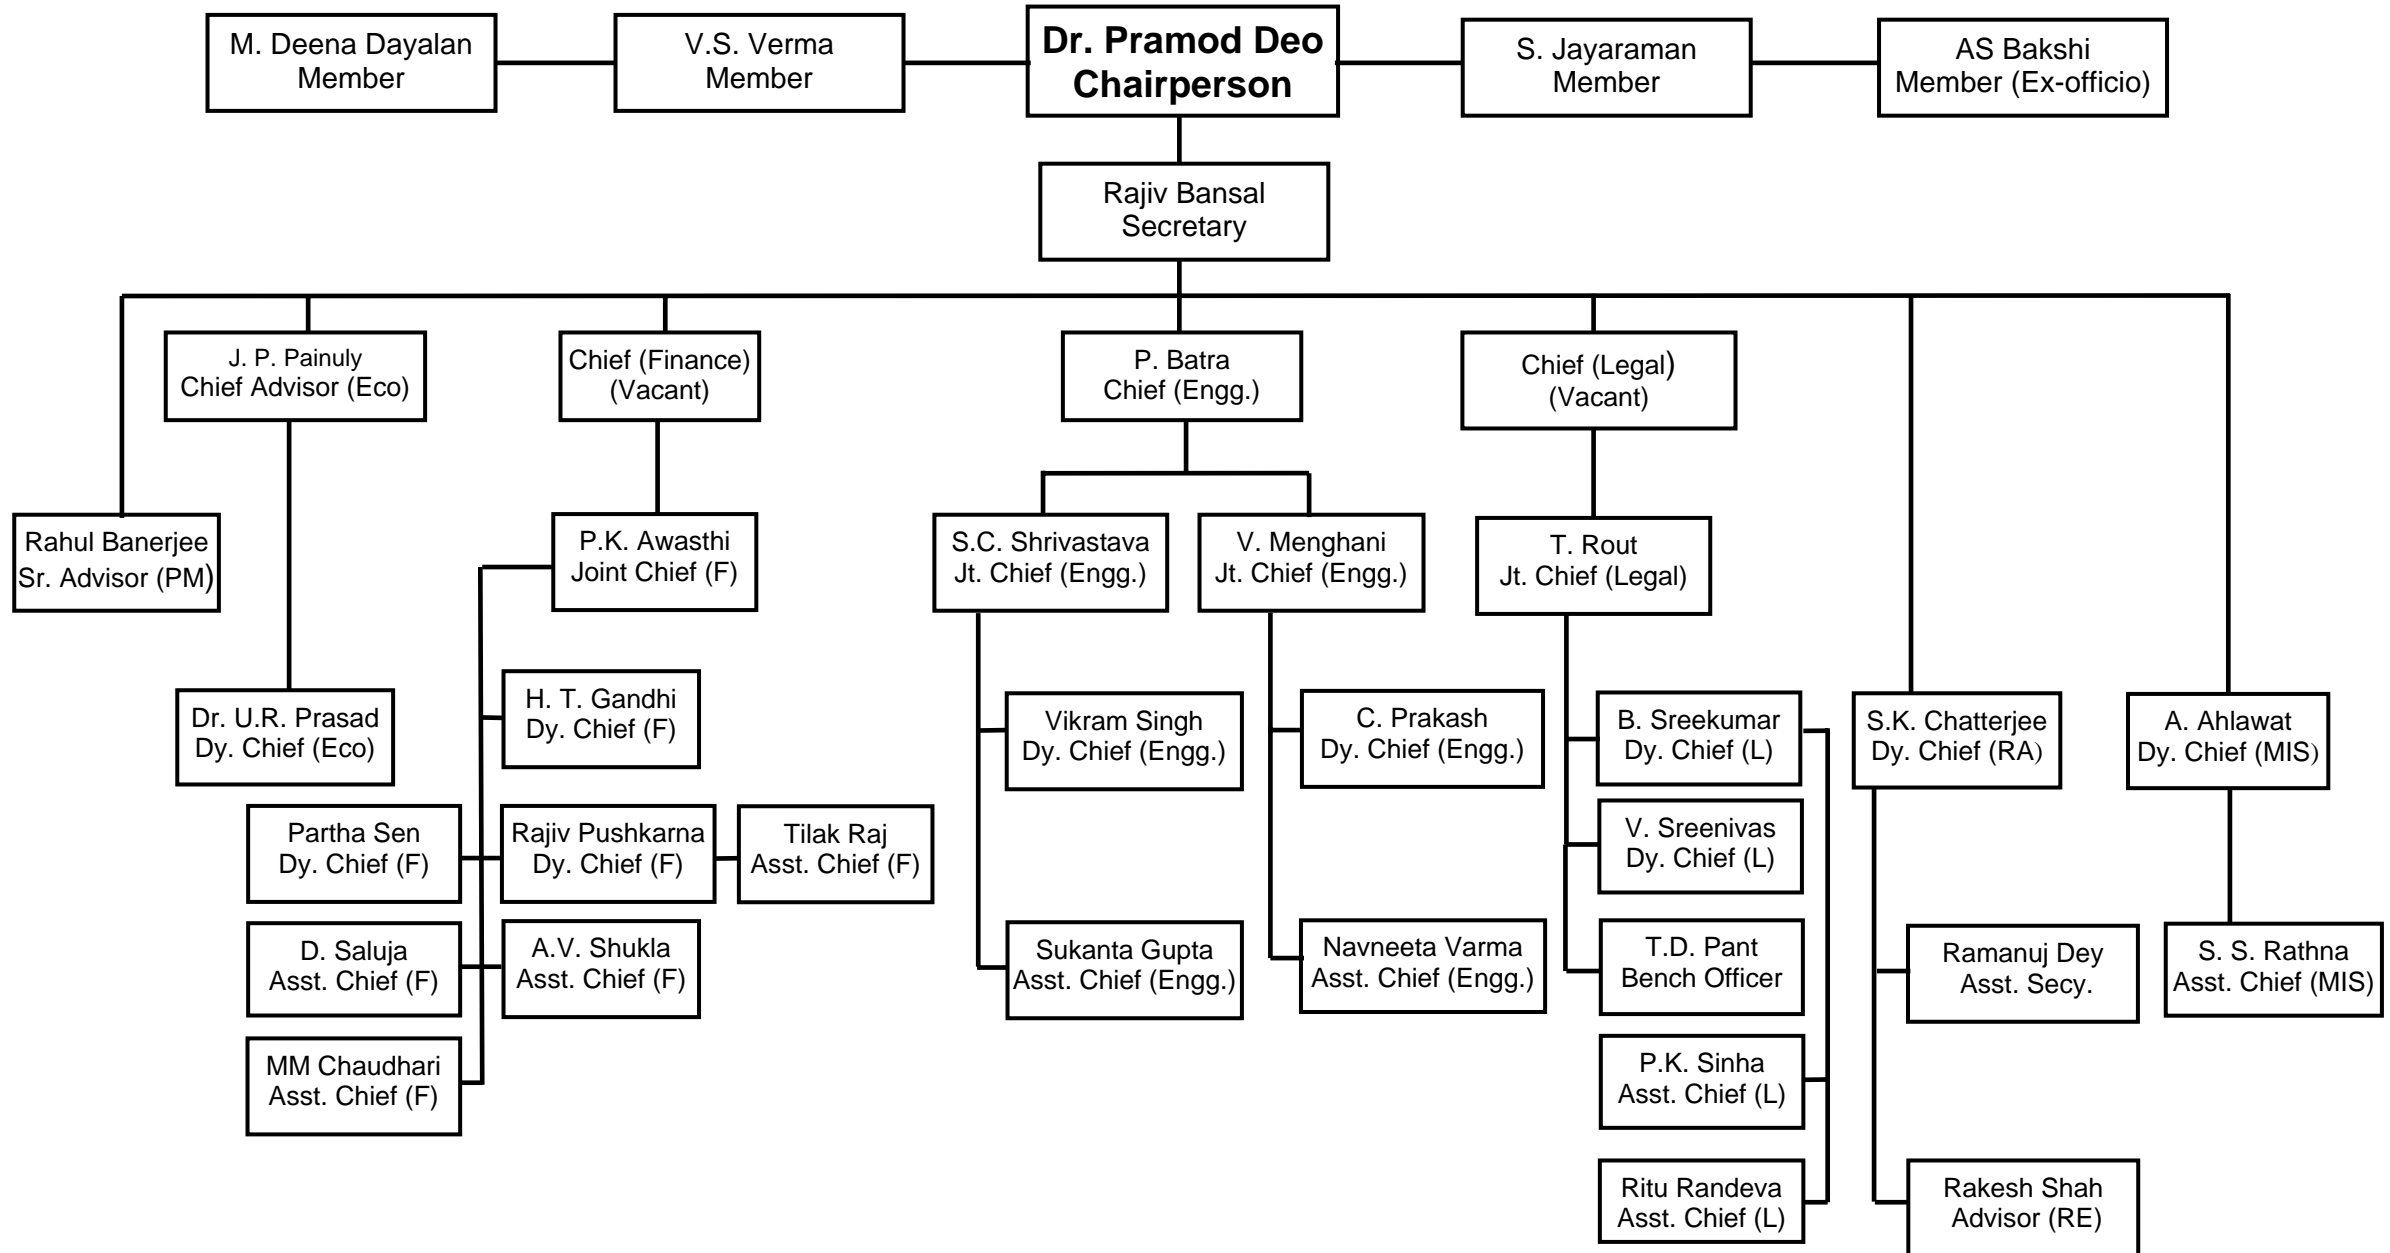 M. Deena Dayalan
Member
V.S. Verma
Member
Dr. Pramod Deo
Chairperson
S. Jayaraman
Member
AS Bakshi
Member (Ex-officio)
Rajiv Bansal
Secretary
J. P. Painuly
Chief Advisor (Eco)
Chief (Finance)
(Vacant)
P. Batra
Chief (Engg.)
Chief (Legal)
(Vacant)
Rahul Banerjee
Sr. Advisor (PM)
P.K. Awasthi
Joint Chief (F)
S.C. Shrivastava
Jt. Chief (Engg.)
V. Menghani
Jt. Chief (Engg.)
T. Rout
Jt. Chief (Legal)
Dr. U.R. Prasad
Dy. Chief (Eco)
H. T. Gandhi
Dy. Chief (F)
Vikram Singh
Dy. Chief (Engg.)
C. Prakash
Dy. Chief (Engg.)
B. Sreekumar
Dy. Chief (L)
S.K. Chatterjee
Dy. Chief (RA)
A. Ahlawat
Dy. Chief (MIS)
Partha Sen
Dy. Chief (F)
Rajiv Pushkarna
Dy. Chief (F)
Tilak Raj
Asst. Chief (F)
V. Sreenivas
Dy. Chief (L)
D. Saluja
Asst. Chief (F)
A.V. Shukla
Asst. Chief (F)
Sukanta Gupta
Asst. Chief (Engg.)
Navneeta Varma
Asst. Chief (Engg.)
T.D. Pant
Bench Officer
Ramanuj Dey
Asst. Secy.
S. S. Rathna
Asst. Chief (MIS)
MM Chaudhari
Asst. Chief (F)
P.K. Sinha
Asst. Chief (L)
Ritu Randeva
Asst. Chief (L)
Rakesh Shah
Advisor (RE)